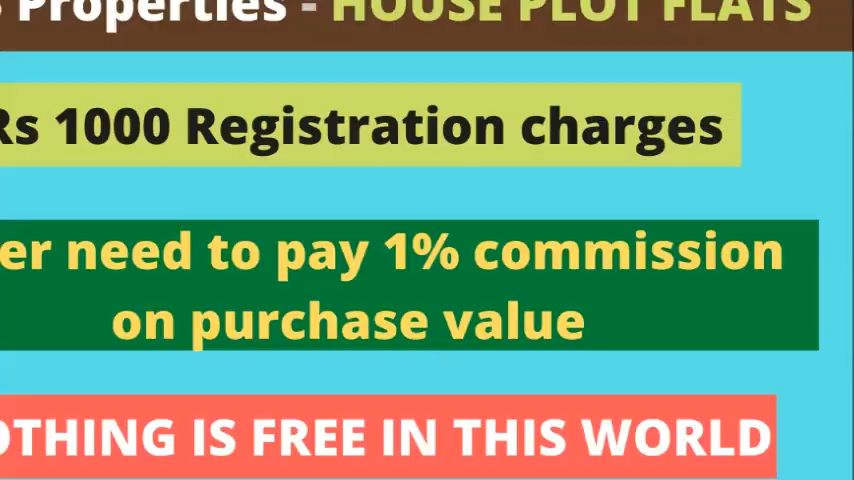 Properties - HOUSE PLOT FLATS
Rs 1000 Registration charges
er need to pay 1% commission
on purchase value
OTHING IS FREE IN THIS WORLD